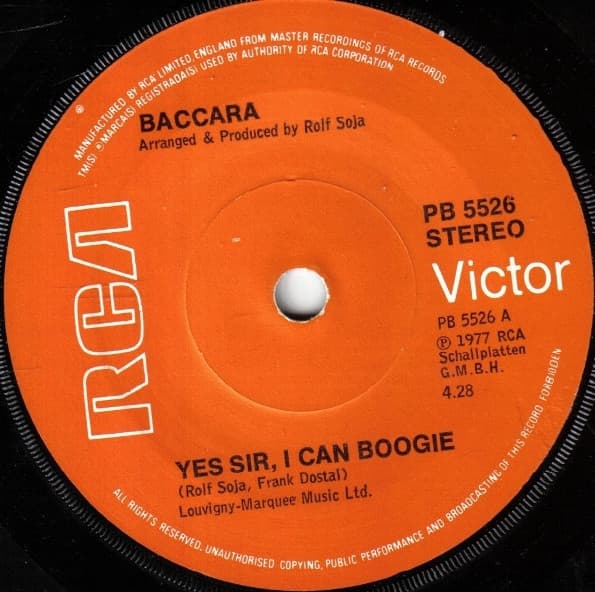 MANUFACTURED BY RCA LIMITED, ENGLAND FROM MASTER RECORDINGS OF RCA RECORDS
TM(S) ® MARCA(S) REGISTRADA(S) USED BY AUTHORITY OF RCA CORPORATION
®
BACCARA
Arranged & Produced by Rolf Soja
RCA
PB 5526
STEREO
Victor
PB 5526 A
℗ 1977 RCA
Schallplatten
G.M.B.H.
4.28
YES SIR, I CAN BOOGIE
(Rolf Soja, Frank Dostal)
Louvigny-Marquee Music Ltd.
ALL RIGHTS RESERVED, UNAUTHORISED COPYING, PUBLIC PERFORMANCE AND BROADCASTING OF THIS RECORD FORBIDDEN